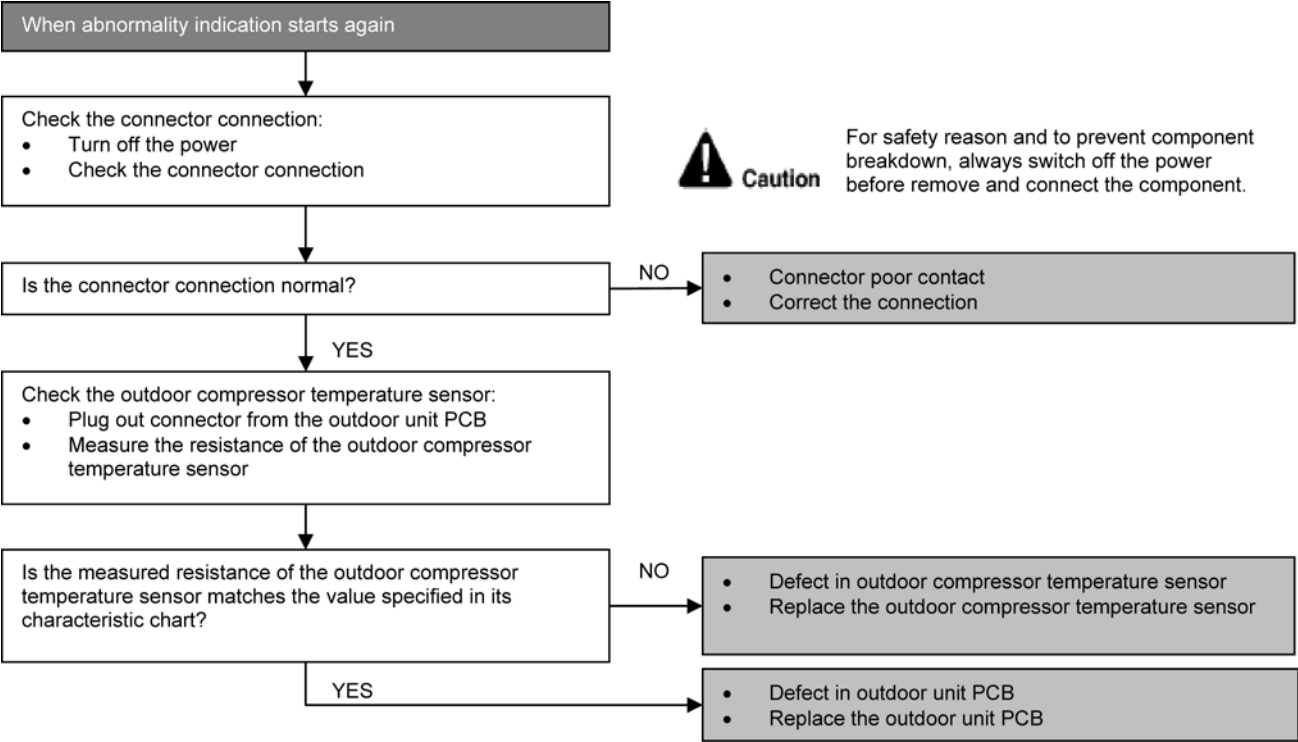 When abnormality indication starts again
Check the connector connection:
• Turn off the power
• Check the connector connection
Caution
For safety reason and to prevent component
breakdown, always switch off the power
before remove and connect the component.
Is the connector connection normal?
NO
• Connector poor contact
• Correct the connection
YES
Check the outdoor compressor temperature sensor:
• Plug out connector from the outdoor unit PCB
• Measure the resistance of the outdoor compressor
temperature sensor
Is the measured resistance of the outdoor compressor
temperature sensor matches the value specified in its
characteristic chart?
NO
• Defect in outdoor compressor temperature sensor
• Replace the outdoor compressor temperature sensor
YES
• Defect in outdoor unit PCB
• Replace the outdoor unit PCB